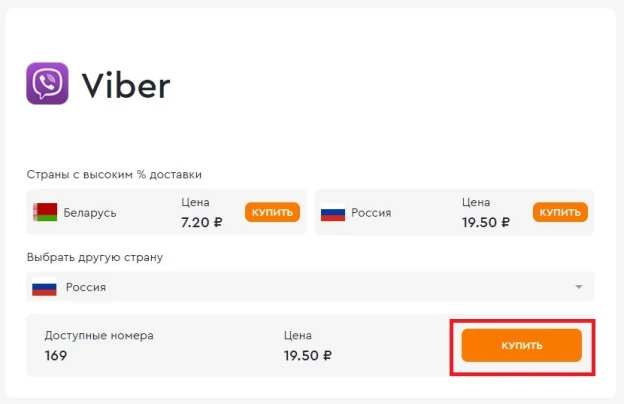 Viber
Страны с высоким % доставки
Беларусь
Цена
7.20 ₽
КУПИТЬ
Россия
Цена
19.50 ₽
КУПИТЬ
Выбрать другую страну
Россия
Доступные номера
169
Цена
19.50 ₽
КУПИТЬ